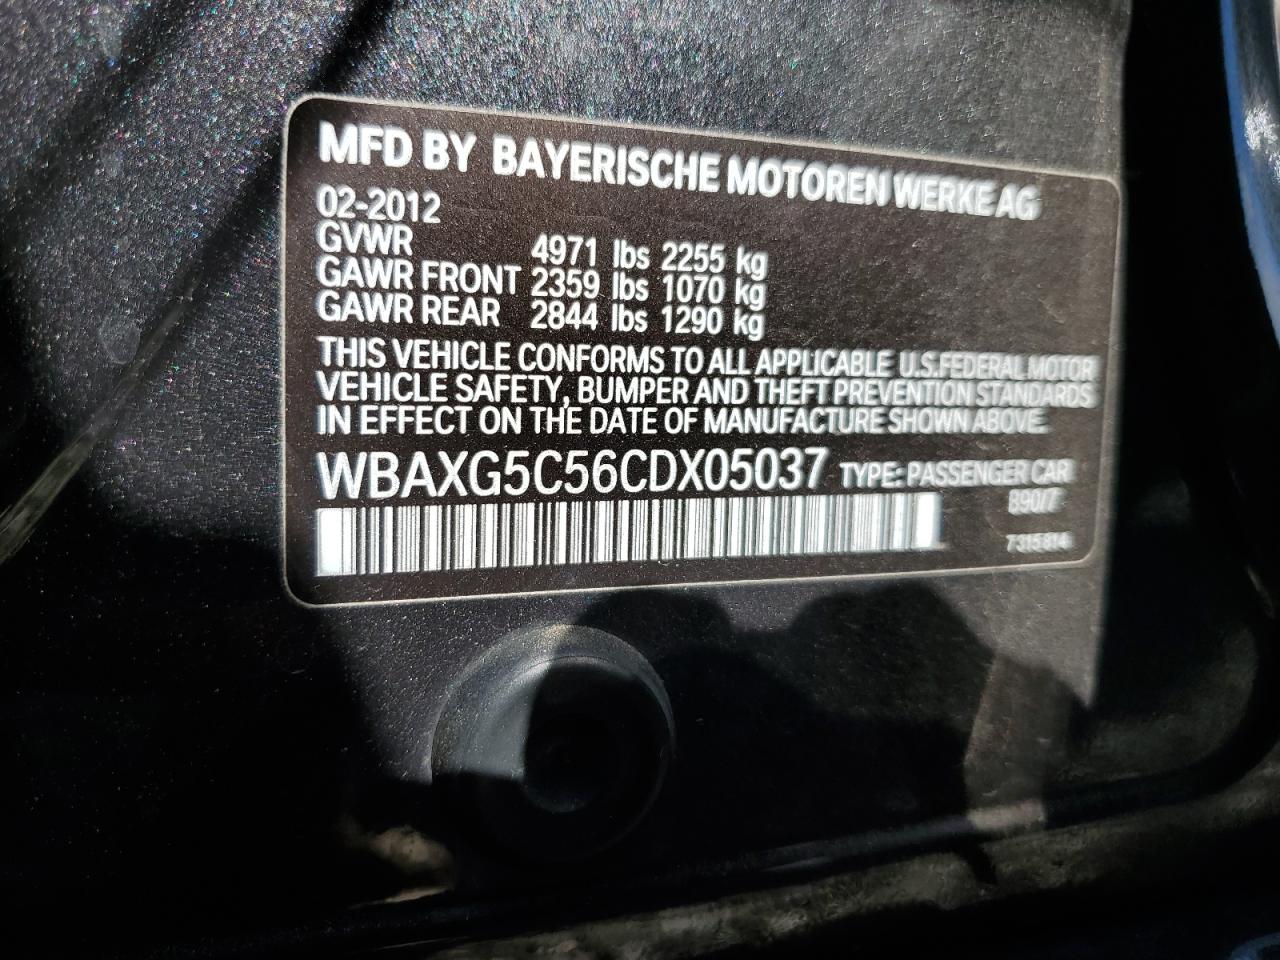 MFD BY BAYERISCHE MOTOREN WERKE AG
02-2012
GVWR 4971 lbs 2255 kg
GAWR FRONT 2359 lbs 1070 kg
GAWR REAR 2844 lbs 1290 kg
THIS VEHICLE CONFORMS TO ALL APPLICABLE U.S.FEDERAL MOTOR
VEHICLE SAFETY, BUMPER AND THEFT PREVENTION STANDARDS
IN EFFECT ON THE DATE OF MANUFACTURE SHOWN ABOVE.
WBAXG5C56CDX05037 TYPE: PASSENGER CAR
B90/7
7315814